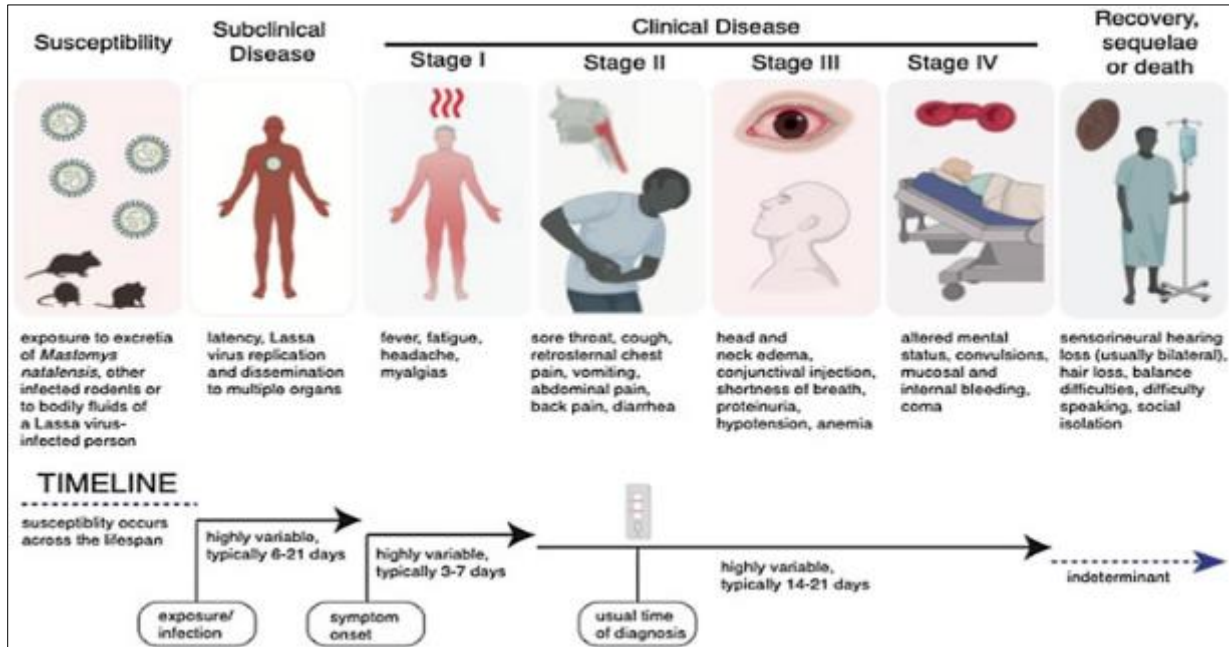 Susceptibility
Subclinical
Disease
Clinical Disease
Stage I
Stage II
Stage III
Stage IV
Recovery,
sequelae
or death
exposure to excretia
of Mastomys
natalensis, other
infected rodents or
to bodily fluids of
a Lassa virus-
infected person
latency, Lassa
virus replication
and dissemination
to multiple organs
fever, fatigue,
headache,
myalgias
sore throat, cough,
retrosternal chest
pain, vomiting,
abdominal pain,
back pain, diarrhea
head and
neck edema,
conjunctival injection,
shortness of breath,
proteinuria,
hypotension, anemia
altered mental
status, convulsions,
mucosal and
internal bleeding,
coma
sensorineural hearing
loss (usually bilateral),
hair loss, balance
difficulties, difficulty
speaking, social
isolation
TIMELINE
susceptiblity occurs
across the lifespan
highly variable,
typically 6-21 days
highly variable,
typically 3-7 days
highly variable,
typically 14-21 days
indeterminant
exposure/
infection
symptom
onset
usual time
of diagnosis